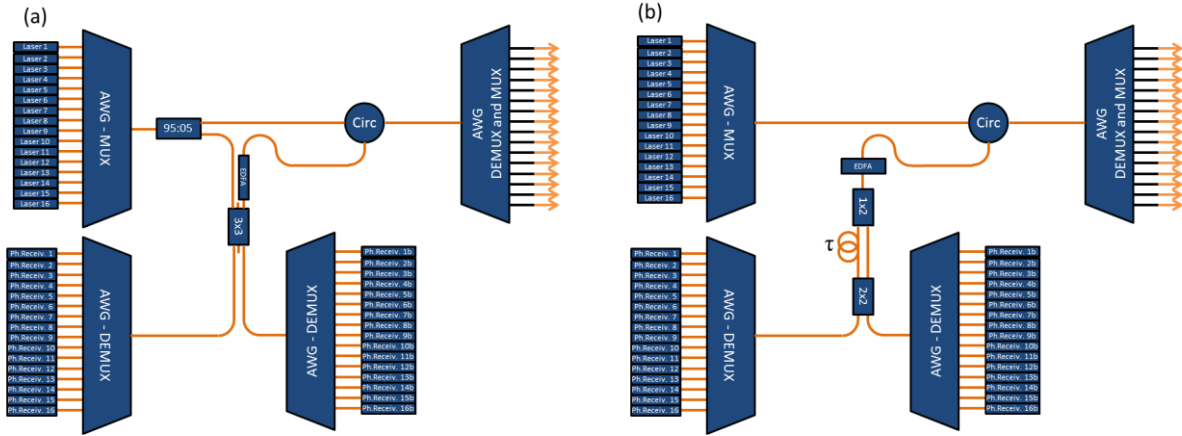 (a)
Laser 1
Laser 2
Laser 3
Laser 4
Laser 5
Laser 6
Laser 7
Laser 8
Laser 9
Laser 10
Laser 11
Laser 12
Laser 13
Laser 14
Laser 15
Laser 16
AWG - MUX
95:05
Circ
AWG
DEMUX and MUX
EDFA
3x3
Ph.Receiv. 1
Ph.Receiv. 2
Ph.Receiv. 3
Ph.Receiv. 4
Ph.Receiv. 5
Ph.Receiv. 6
Ph.Receiv. 7
Ph.Receiv. 8
Ph.Receiv. 9
Ph.Receiv. 10
Ph.Receiv. 11
Ph.Receiv. 12
Ph.Receiv. 13
Ph.Receiv. 14
Ph.Receiv. 15
Ph.Receiv. 16
AWG - DEMUX
AWG - DEMUX
Ph.Receiv. 1b
Ph.Receiv. 2b
Ph.Receiv. 3b
Ph.Receiv. 4b
Ph.Receiv. 5b
Ph.Receiv. 6b
Ph.Receiv. 7b
Ph.Receiv. 8b
Ph.Receiv. 9b
Ph.Receiv. 10b
Ph.Receiv. 11b
Ph.Receiv. 12b
Ph.Receiv. 13b
Ph.Receiv. 14b
Ph.Receiv. 15b
Ph.Receiv. 16b
(b)
Laser 1
Laser 2
Laser 3
Laser 4
Laser 5
Laser 6
Laser 7
Laser 8
Laser 9
Laser 10
Laser 11
Laser 12
Laser 13
Laser 14
Laser 15
Laser 16
AWG - MUX
Circ
AWG
DEMUX and MUX
EDFA
1x2
τ
2x2
Ph.Receiv. 1
Ph.Receiv. 2
Ph.Receiv. 3
Ph.Receiv. 4
Ph.Receiv. 5
Ph.Receiv. 6
Ph.Receiv. 7
Ph.Receiv. 8
Ph.Receiv. 9
Ph.Receiv. 10
Ph.Receiv. 11
Ph.Receiv. 12
Ph.Receiv. 13
Ph.Receiv. 14
Ph.Receiv. 15
Ph.Receiv. 16
AWG - DEMUX
AWG - DEMUX
Ph.Receiv. 1b
Ph.Receiv. 2b
Ph.Receiv. 3b
Ph.Receiv. 4b
Ph.Receiv. 5b
Ph.Receiv. 6b
Ph.Receiv. 7b
Ph.Receiv. 8b
Ph.Receiv. 9b
Ph.Receiv. 10b
Ph.Receiv. 11b
Ph.Receiv. 12b
Ph.Receiv. 13b
Ph.Receiv. 14b
Ph.Receiv. 15b
Ph.Receiv. 16b